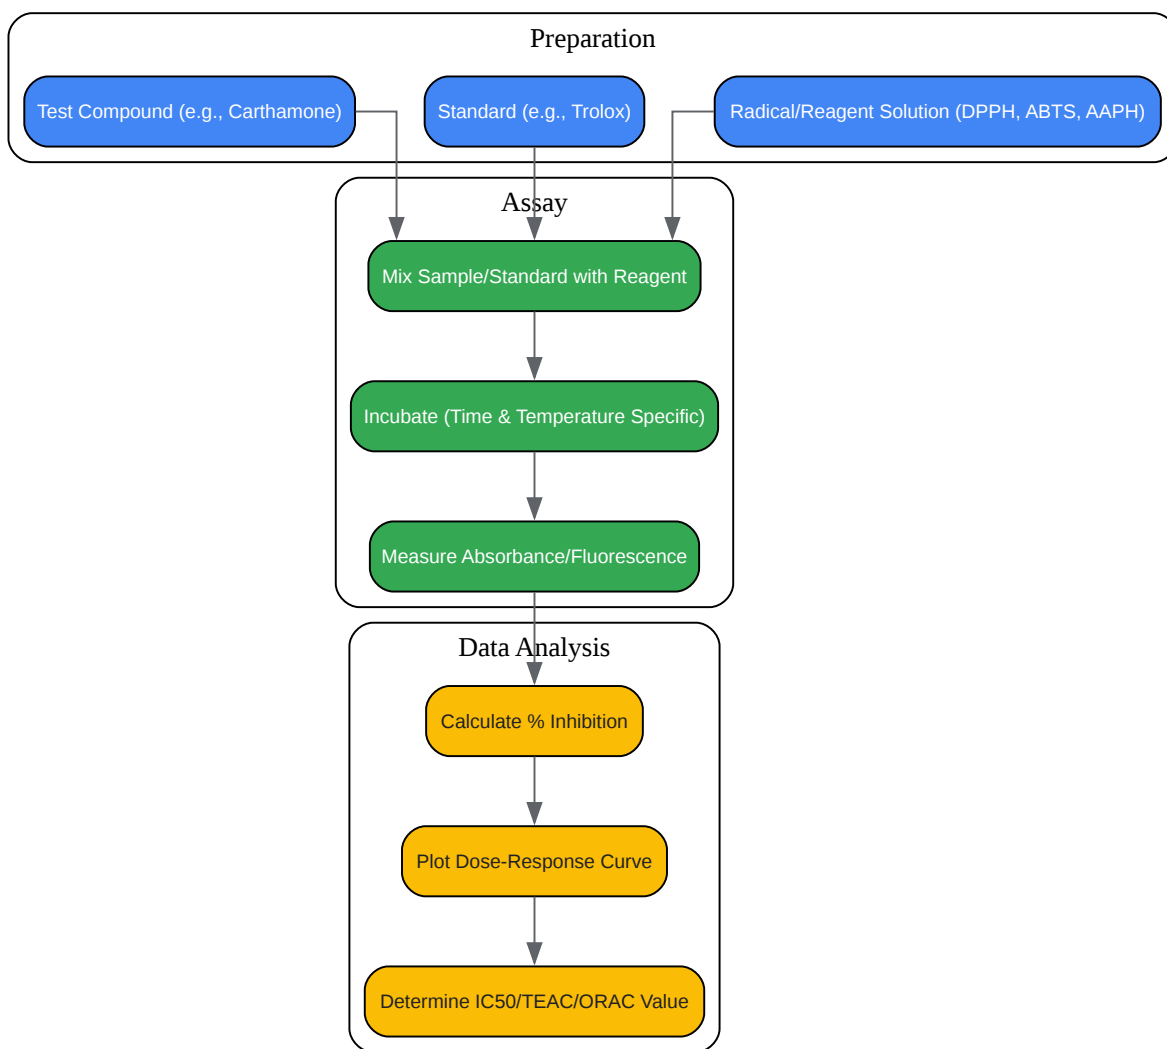 Preparation
Test Compound (e.g., Carthamone)
Standard (e.g., Trolox)
Radical/Reagent Solution (DPPH, ABTS, AAPH)
Assay
Mix Sample/Standard with Reagent
Incubate (Time & Temperature Specific)
Measure Absorbance/Fluorescence
Data Analysis
Calculate % Inhibition
Plot Dose-Response Curve
Determine IC50/TEAC/ORAC Value